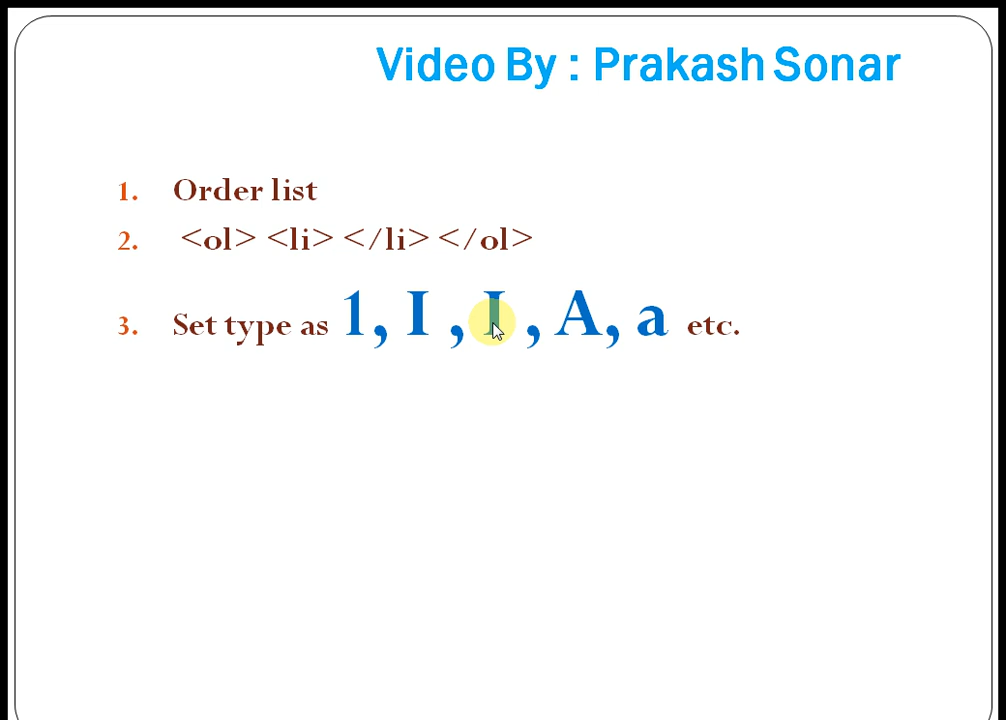 Video By : Prakash Sonar
1. Order list
2. <ol> <li> </li> </ol>
3. Set type as 1, I , I , A, a etc.